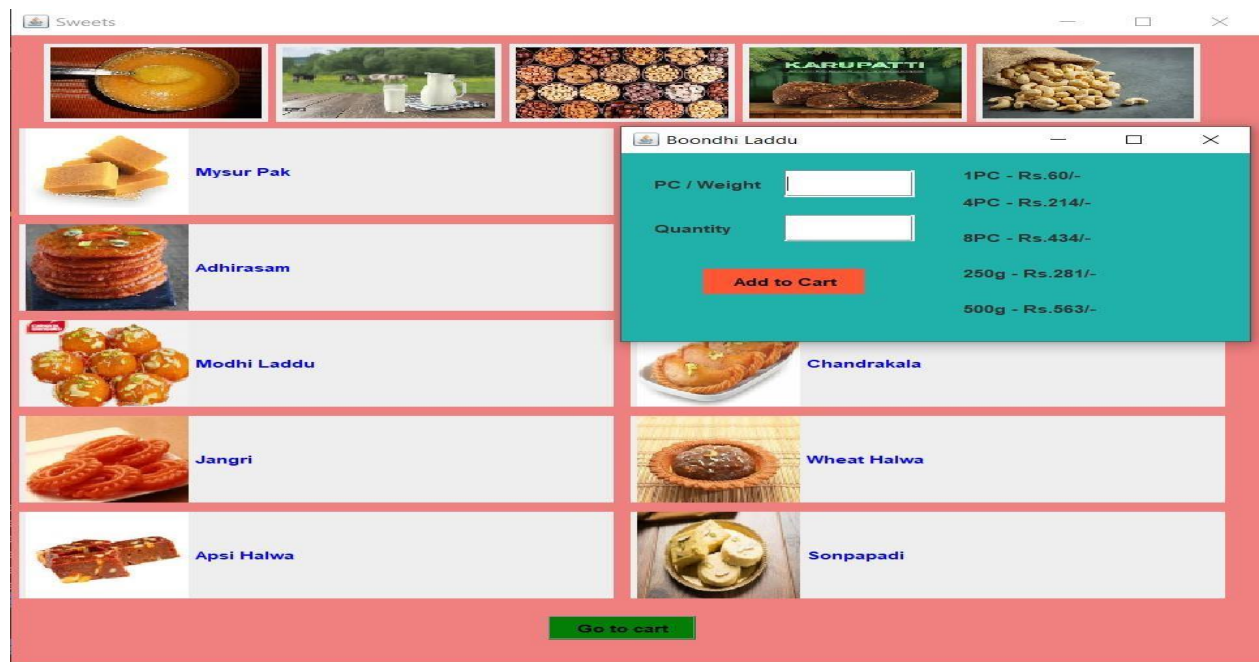 Sweets
KARUPATTI
Mysur Pak
Adhirasam
Modhi Laddu
Jangri
Apsi Halwa
Boondhi Laddu
PC / Weight
Quantity
Add to Cart
1PC - Rs.60/-
4PC - Rs.214/-
8PC - Rs.434/-
250g - Rs.281/-
500g - Rs.563/-
Chandrakala
Wheat Halwa
Sonpapadi
Go to cart